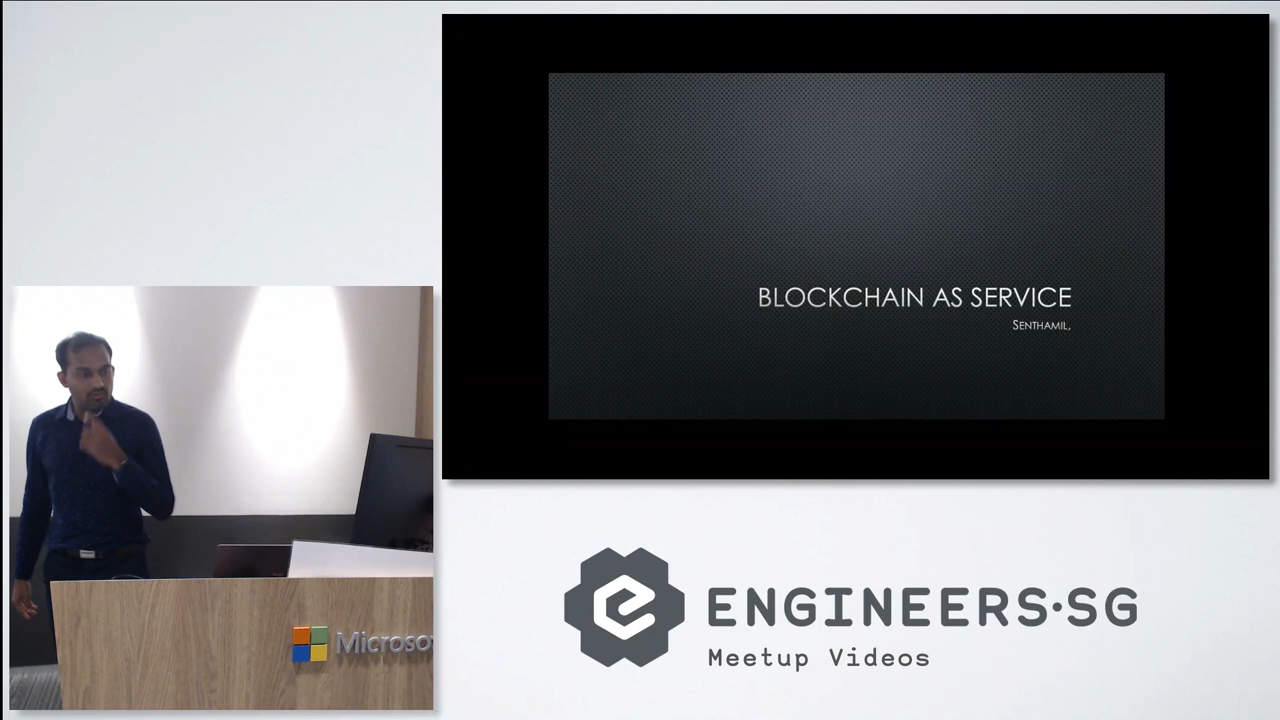 BLOCKCHAIN AS SERVICE
SENTHAMIL,
Microso
ENGINEERS·SG
Meetup Videos